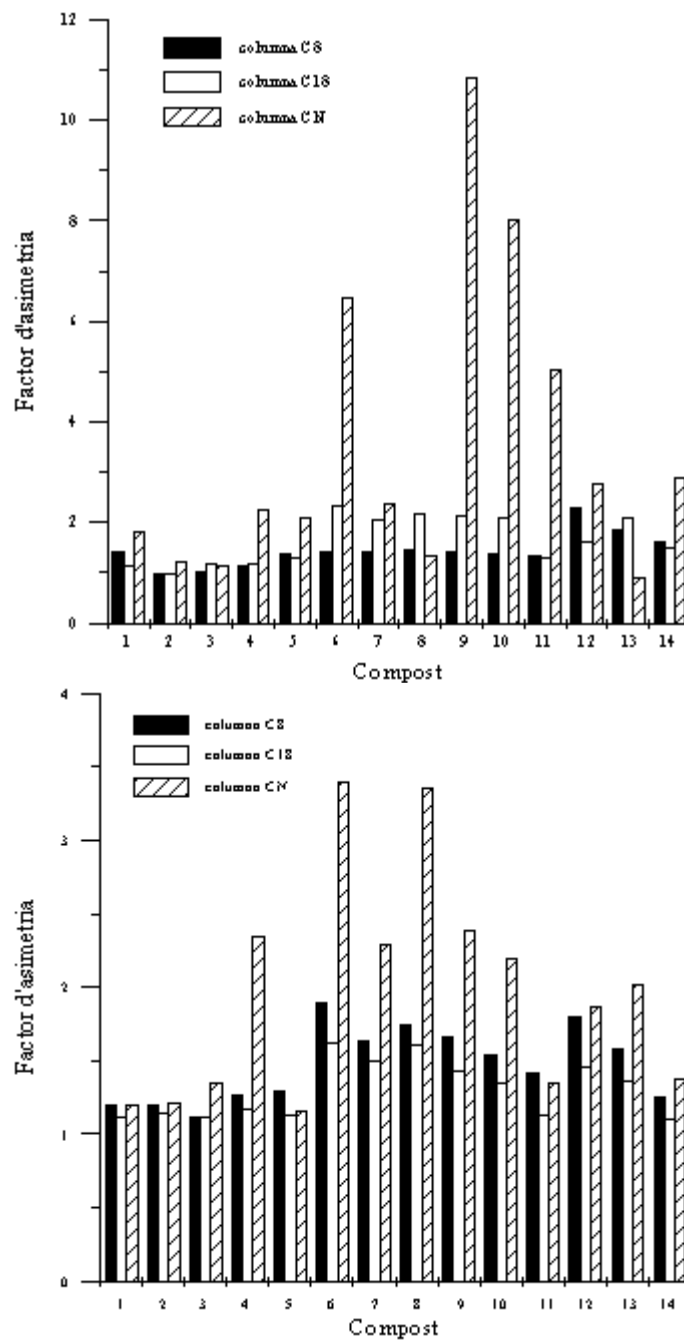 12
10
8
6
4
2
0
Factor d'asimetria
columna C8
columna C18
columna CN
1 2 3 4 5 6 7 8 9 10 11 12 13 14
Compost
4
3
2
1
0
Factor d'asimetria
columna C8
columna C18
columna CN
1 2 3 4 5 6 7 8 9 10 11 12 13 14
Compost